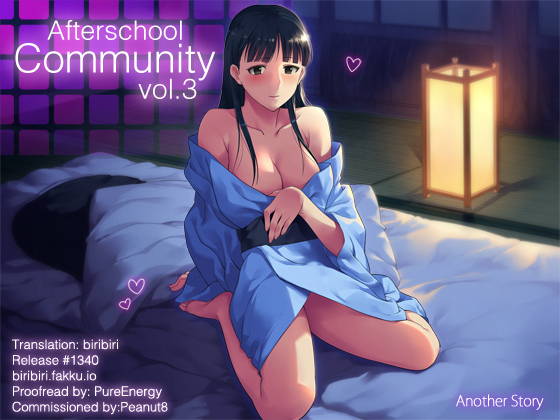 Afterschool
Community
vol.3
Translation: biribiri
Release #1340
biribiri.fakku.io
Proofread by: PureEnergy
Commissioned by:Peanut8
Another Story